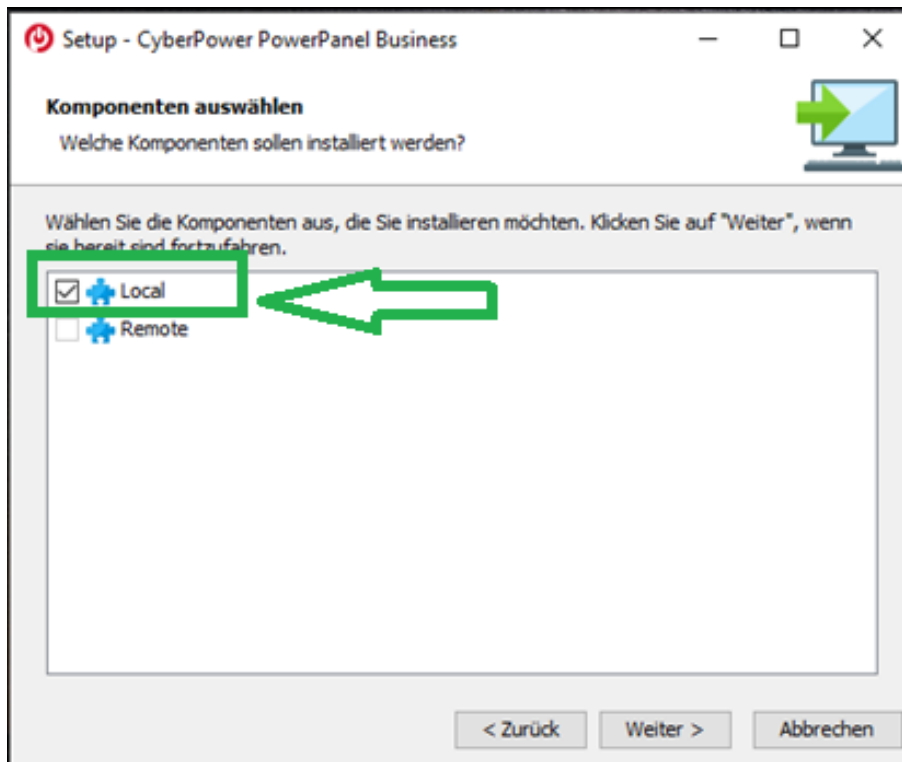 Setup - CyberPower PowerPanel Business
Komponenten auswählen
Welche Komponenten sollen installiert werden?
Wählen Sie die Komponenten aus, die Sie installieren möchten. Klicken Sie auf "Weiter", wenn
sie bereit sind fortzufahren.
Local
Remote
< Zurück
Weiter >
Abbrechen